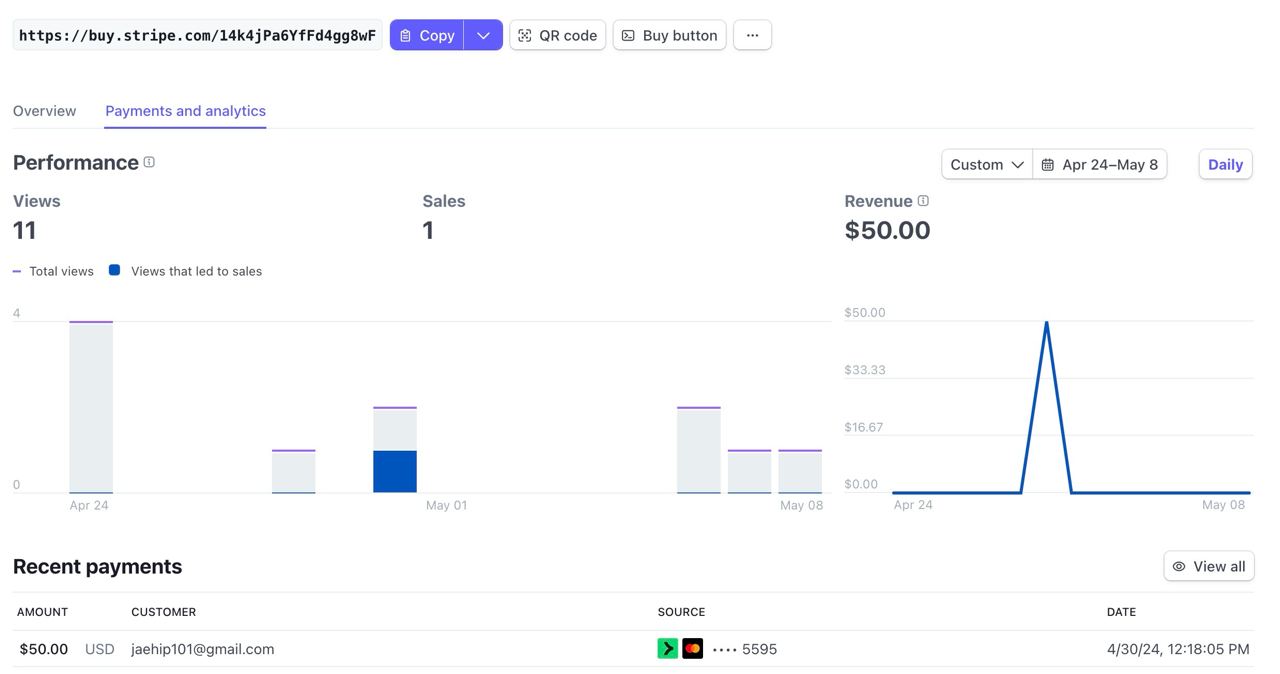 https://buy.stripe.com/14k4jPa6YfFd4gg8wF Copy QR code Buy button ···
Overview Payments and analytics
Performance
Custom Apr 24–May 8 Daily
Views Sales Revenue
11 1 $50.00
Total views Views that led to sales
4
0
Apr 24 May 01 May 08
$50.00
$33.33
$16.67
$0.00
Apr 24 May 08
Recent payments View all
AMOUNT CUSTOMER SOURCE DATE
$50.00 USD jaehip101@gmail.com •••• 5595 4/30/24, 12:18:05 PM